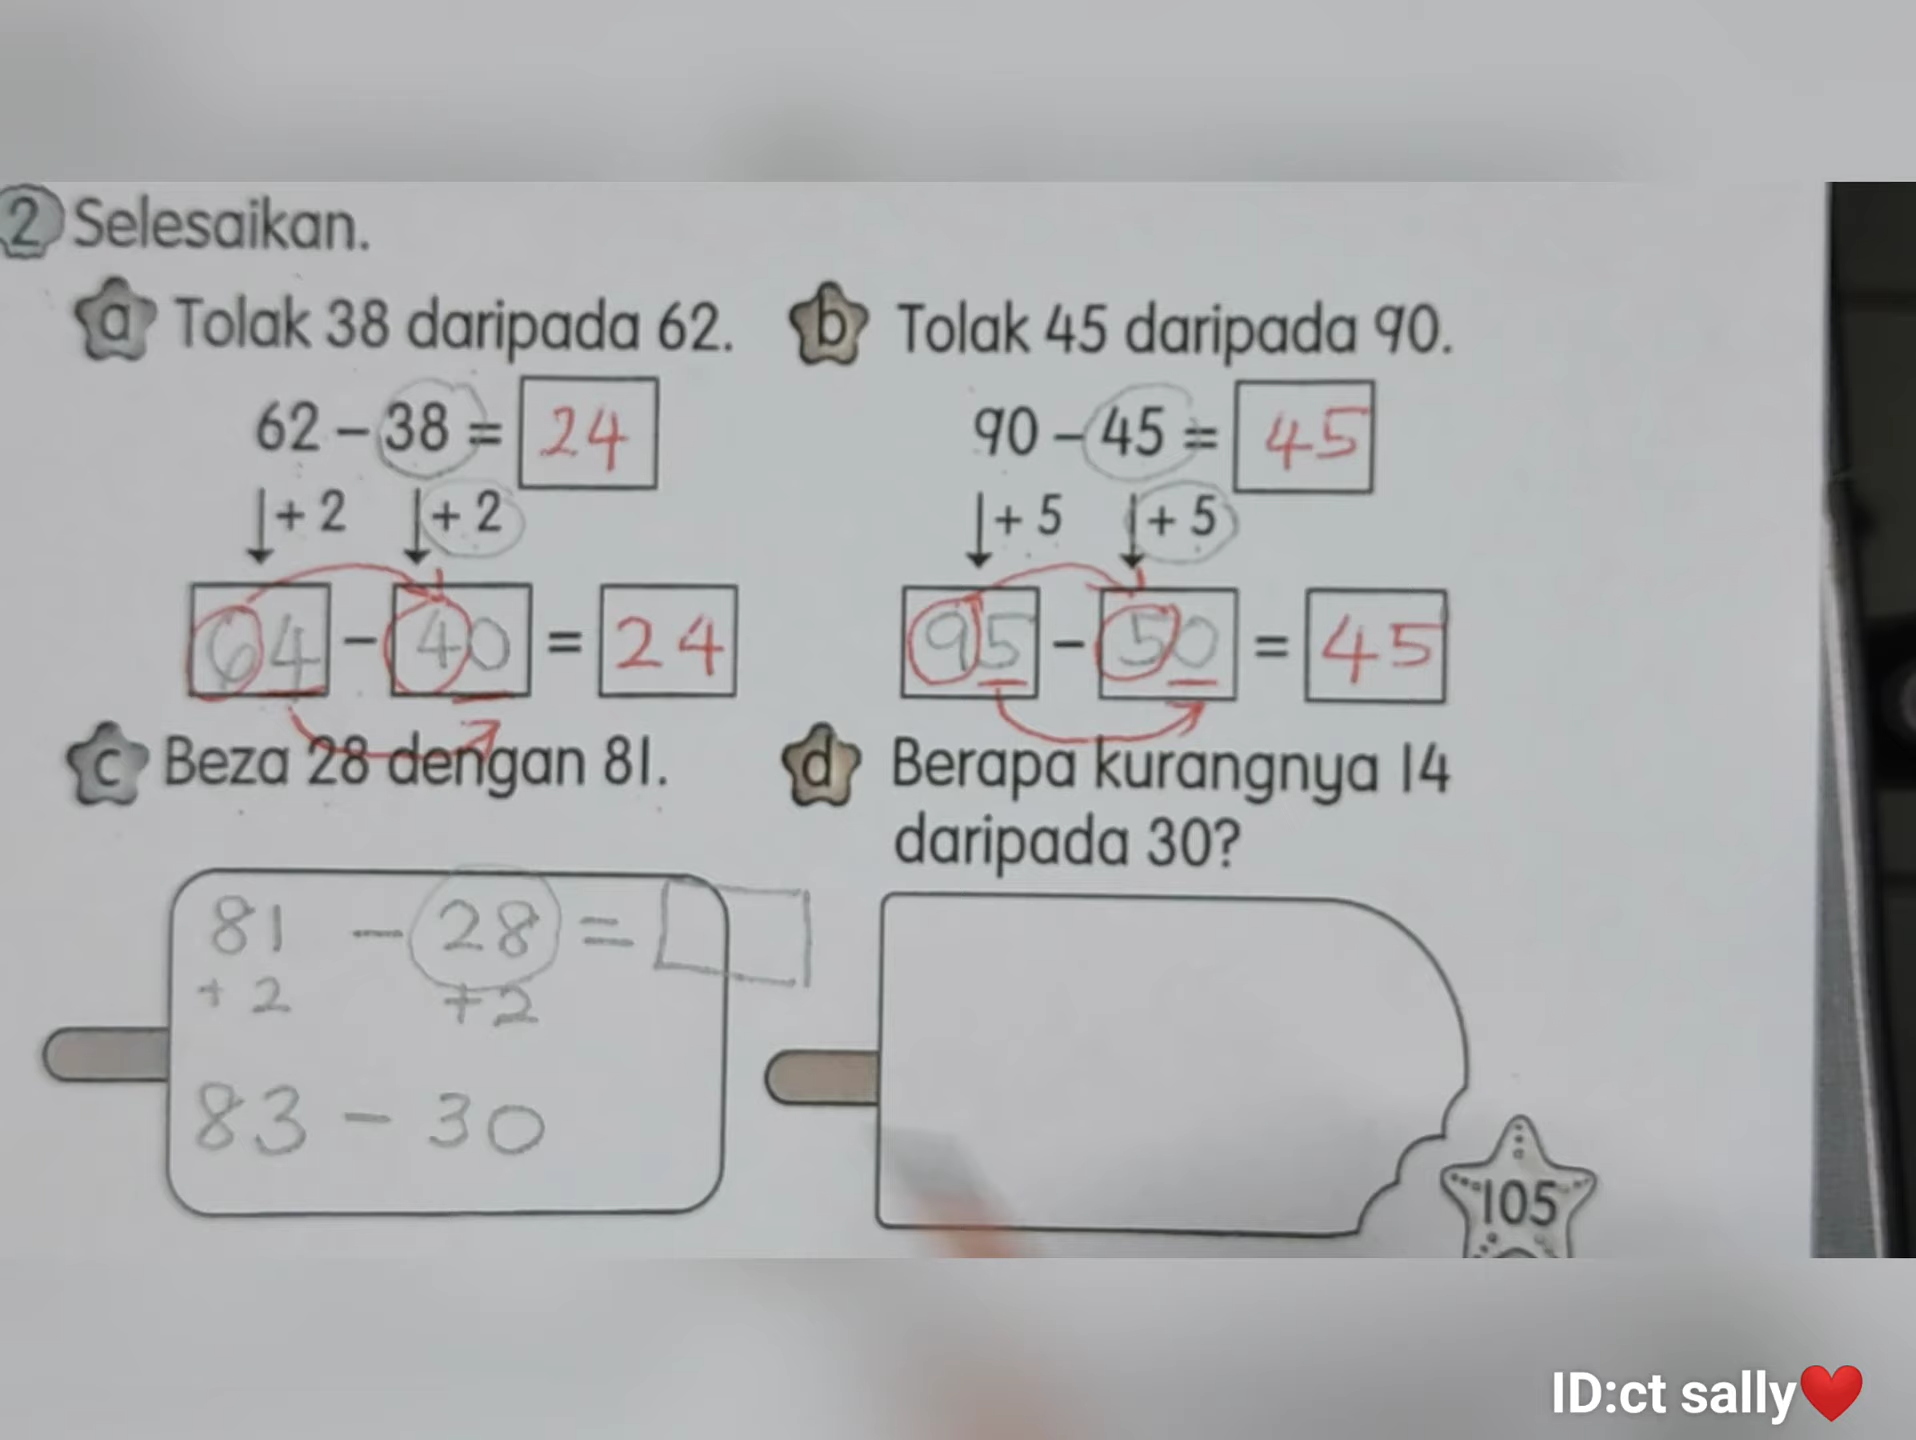 2 Selesaikan.
a Tolak 38 daripada 62.
62 - 38 = 24
+ 2 + 2
64 - 40 = 24
b Tolak 45 daripada 90.
90 - 45 = 45
+ 5 + 5
95 - 50 = 45
c Beza 28 dengan 81.
81 - 28 =
+ 2 +2
83 - 30
d Berapa kurangnya 14
daripada 30?
105
ID:ct sally❤️